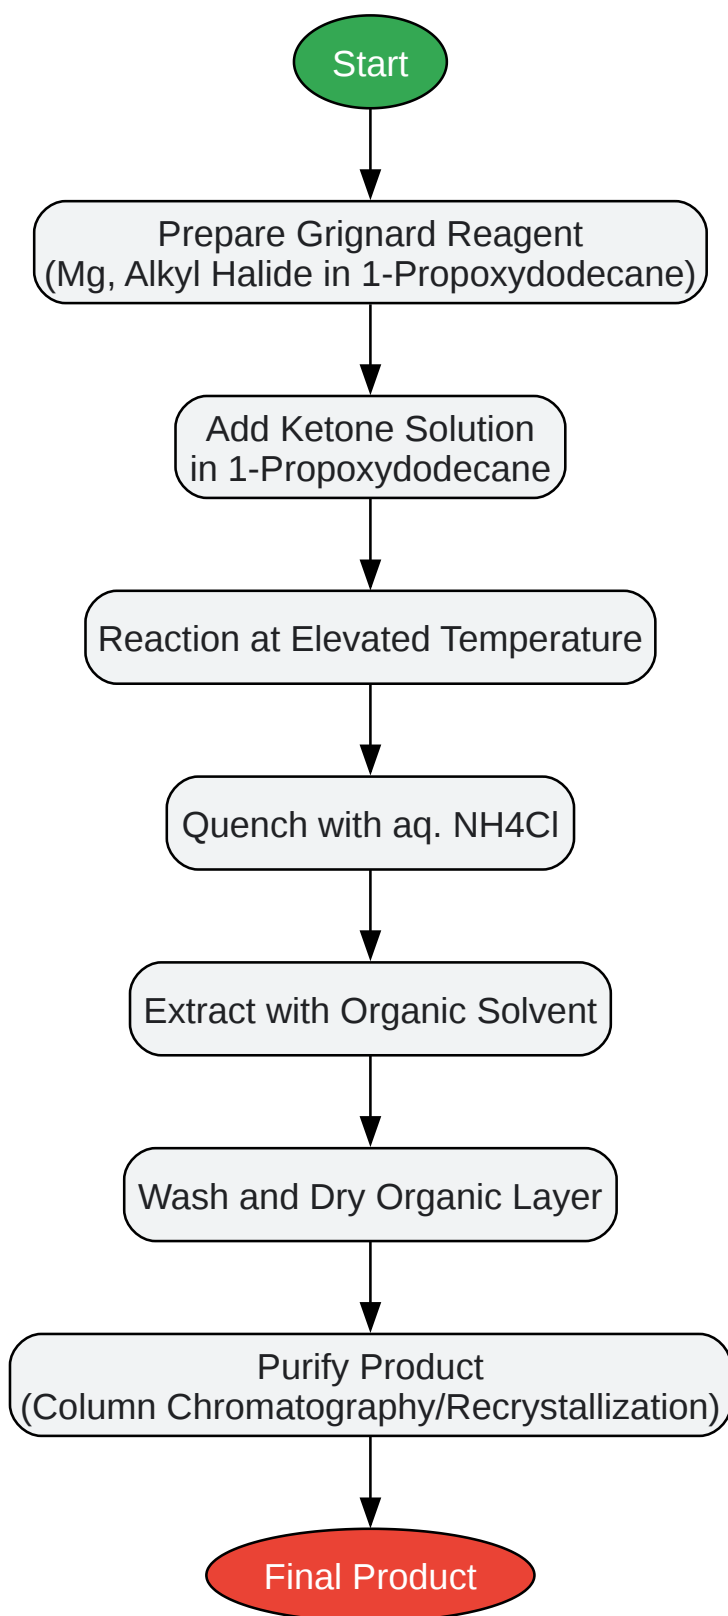 Start
Prepare Grignard Reagent
(Mg, Alkyl Halide in 1-Propoxydodecane)
Add Ketone Solution
in 1-Propoxydodecane
Reaction at Elevated Temperature
Quench with aq. NH4Cl
Extract with Organic Solvent
Wash and Dry Organic Layer
Purify Product
(Column Chromatography/Recrystallization)
Final Product